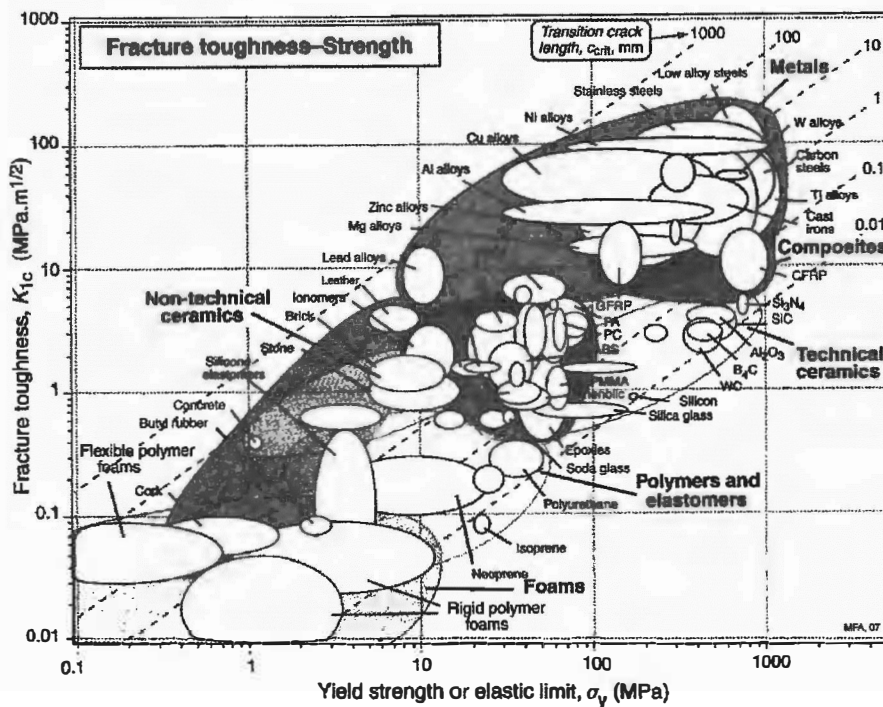 Fracture toughness–Strength
Transition crack
length, c_crit, mm
1000
100
10
1
0.1
0.01
Metals
Low alloy steels
Stainless steels
Ni alloys
W alloys
Cu alloys
Carbon
steels
Al alloys
Ti alloys
Zinc alloys
Cast
irons
Mg alloys
Composites
Lead alloys
CFRP
Leather
Non-technical
ceramics
Ionomers
GFRP
Si3N4
Brick
PA
SiC
PC
Stone
PS
Al2O3
Technical
ceramics
Silicone
elastomers
B4C
PMMA
WC
Silicon
Concrete
Silica glass
Butyl rubber
Epoxies
Flexible polymer
foams
Soda glass
Polymers and
elastomers
Cork
Polyurethane
Isoprene
Neoprene
Foams
Rigid polymer
foams
MFA, 07
Fracture toughness, K1c (MPa.m^1/2)
1000
100
10
1
0.1
0.01
0.1
1
10
100
1000
Yield strength or elastic limit, σy (MPa)